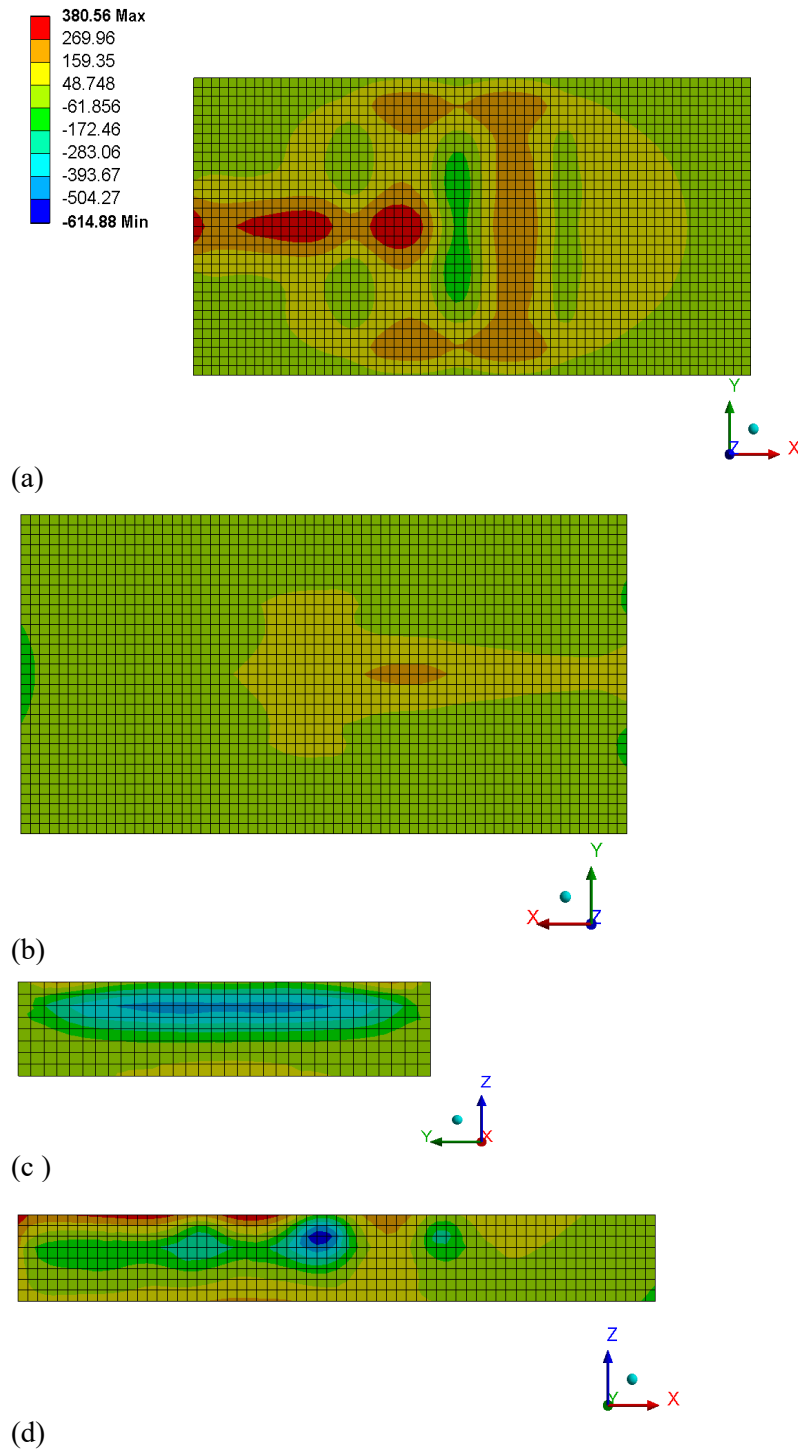 380.56 Max
269.96
159.35
48.748
-61.856
-172.46
-283.06
-393.67
-504.27
-614.88 Min
Y
Z X
(a)
Y
X Z
(b)
Z
Y X
(c )
Z
Y X
(d)